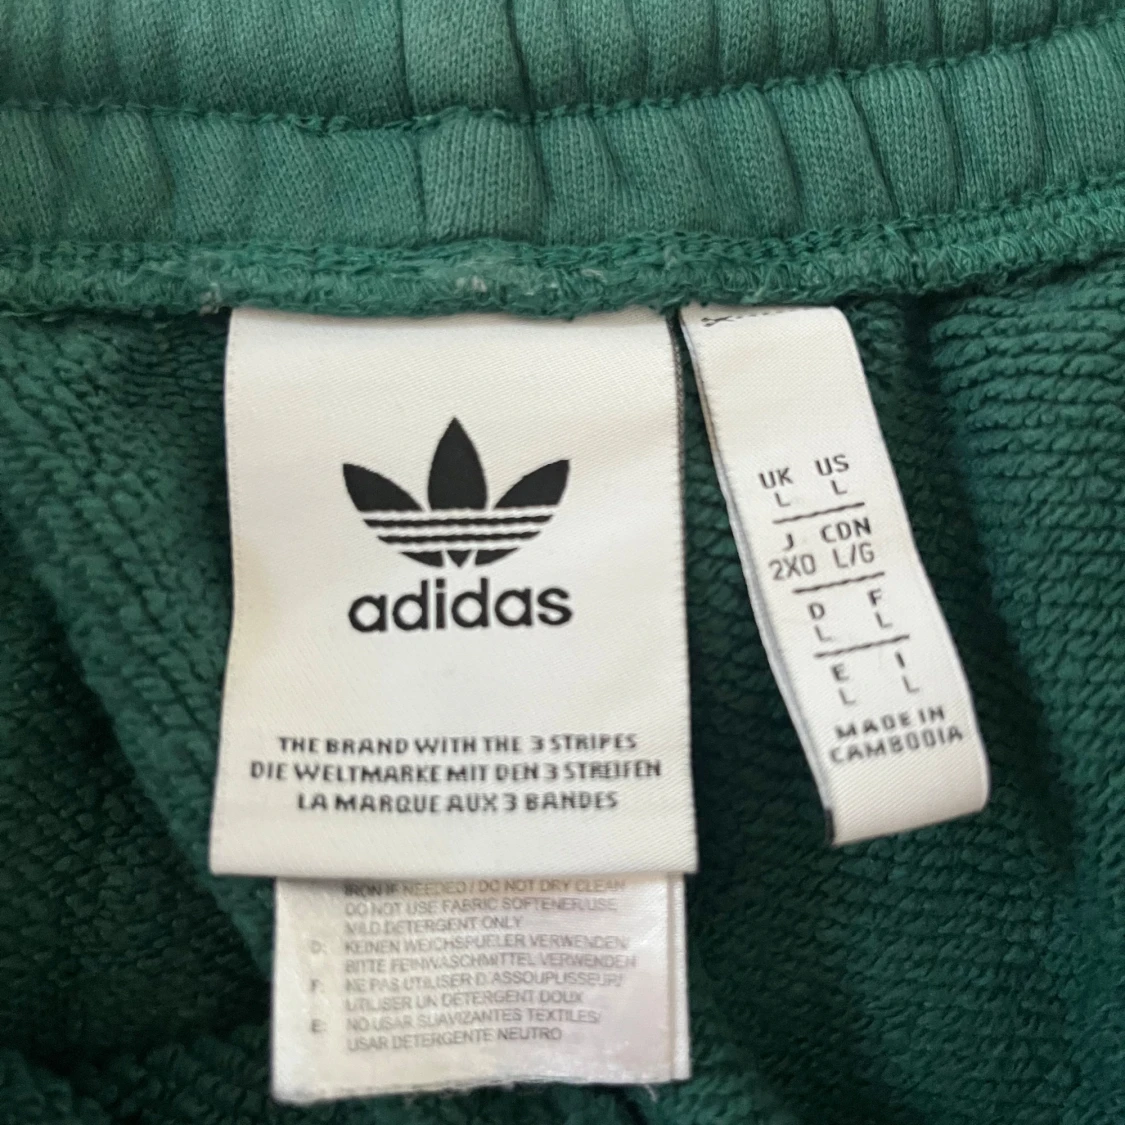 adidas
THE BRAND WITH THE 3 STRIPES
DIE WELTMARKE MIT DEN 3 STREIFEN
LA MARQUE AUX 3 BANDES
IRON IF NEEDED / DO NOT DRY CLEAN
DO NOT USE FABRIC SOFTENER/USE
MILD DETERGENT ONLY
D: KEINEN WEICHSPUELER VERWENDEN/
BITTE FEINWASCHMITTEL VERWENDEN
F: NE PAS UTILISER D'ASSOUPLISSEUR/
UTILISER UN DETERGENT DOUX
E: NO USAR SUAVIZANTES TEXTILES/
USAR DETERGENTE NEUTRO
UK US
L L
J CDN
2XO L/G
D F
L L
E I
L L
MADE IN
CAMBODIA